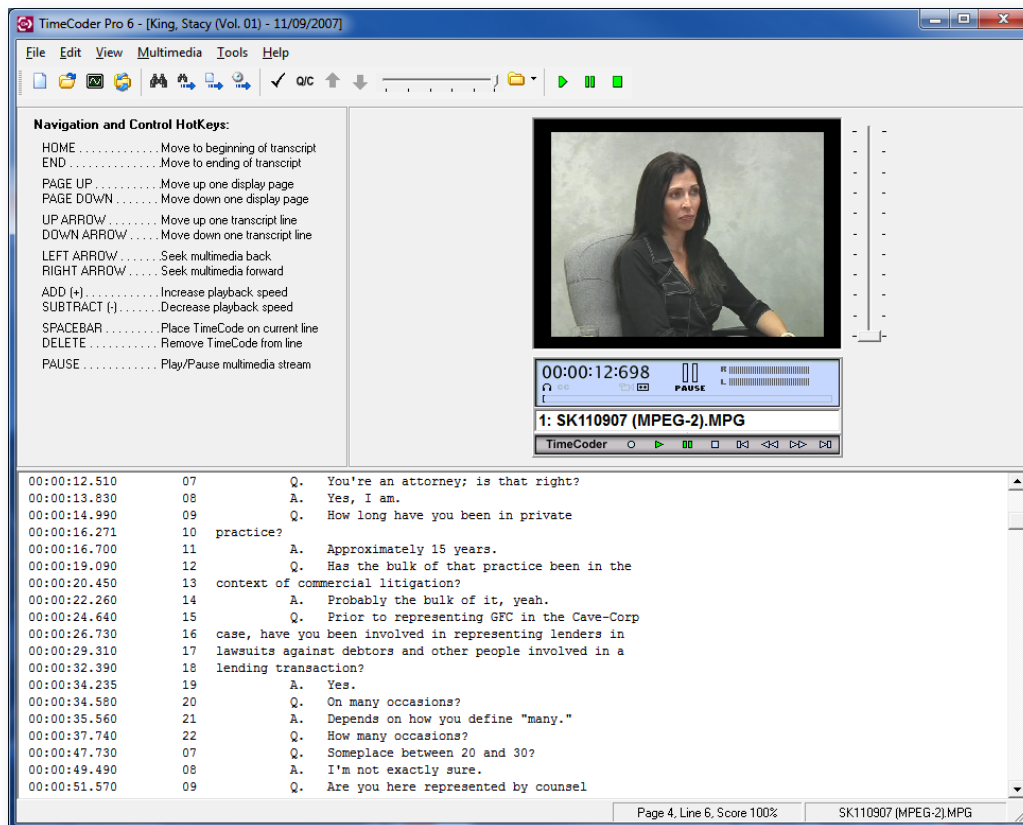 TimeCoder Pro 6 - [King, Stacy (Vol. 01) - 11/09/2007]
File Edit View Multimedia Tools Help
Q/C
Navigation and Control HotKeys:
HOME . . . . . . . . . . . . . Move to beginning of transcript
END . . . . . . . . . . . . . . . Move to ending of transcript
PAGE UP . . . . . . . . . . Move up one display page
PAGE DOWN . . . . . . . Move down one display page
UP ARROW . . . . . . . . Move up one transcript line
DOWN ARROW . . . . . Move down one transcript line
LEFT ARROW . . . . . . . Seek multimedia back
RIGHT ARROW . . . . . Seek multimedia forward
ADD (+) . . . . . . . . . . . . Increase playback speed
SUBTRACT (-) . . . . . . . Decrease playback speed
SPACEBAR . . . . . . . . . Place TimeCode on current line
DELETE . . . . . . . . . . . . Remove TimeCode from line
PAUSE . . . . . . . . . . . . Play/Pause multimedia stream
00:00:12:698
PAUSE
R
L
CC
1: SK110907 (MPEG-2).MPG
TimeCoder
00:00:12.510 07 Q. You're an attorney; is that right?
00:00:13.830 08 A. Yes, I am.
00:00:14.990 09 Q. How long have you been in private
00:00:16.271 10 practice?
00:00:16.700 11 A. Approximately 15 years.
00:00:19.090 12 Q. Has the bulk of that practice been in the
00:00:20.450 13 context of commercial litigation?
00:00:22.260 14 A. Probably the bulk of it, yeah.
00:00:24.640 15 Q. Prior to representing GFC in the Cave-Corp
00:00:26.730 16 case, have you been involved in representing lenders in
00:00:29.310 17 lawsuits against debtors and other people involved in a
00:00:32.390 18 lending transaction?
00:00:34.235 19 A. Yes.
00:00:34.580 20 Q. On many occasions?
00:00:35.560 21 A. Depends on how you define "many."
00:00:37.740 22 Q. How many occasions?
00:00:47.730 07 Q. Someplace between 20 and 30?
00:00:49.490 08 A. I'm not exactly sure.
00:00:51.570 09 Q. Are you here represented by counsel
Page 4, Line 6, Score 100% SK110907 (MPEG-2).MPG